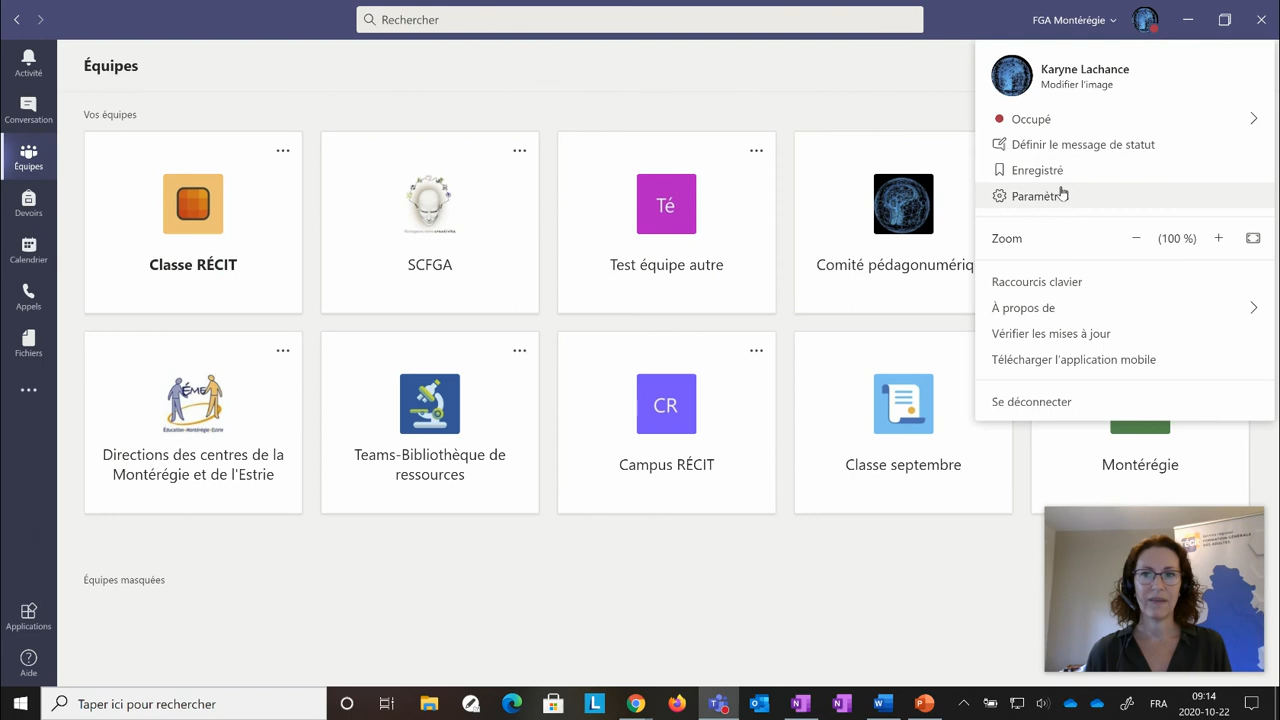 Rechercher
FGA Montérégie
Activité
Conversation
Équipes
Devoirs
Calendrier
Appels
Fichiers
Applications
Aide
Équipes
Vos équipes
Classe RÉCIT
SCFGA
Té
Test équipe autre
Comité pédagonumériq
Directions des centres de la
Montérégie et de l'Estrie
Teams-Bibliothèque de
ressources
CR
Campus RÉCIT
Classe septembre
Montérégie
Équipes masquées
Karyne Lachance
Modifier l'image
Occupé
Définir le message de statut
Enregistré
Paramètr
Zoom
(100 %)
Raccourcis clavier
À propos de
Vérifier les mises à jour
Télécharger l'application mobile
Se déconnecter
FORMATION GÉNÉRALE
DES ADULTES
Taper ici pour rechercher
FRA
09:14
2020-10-22